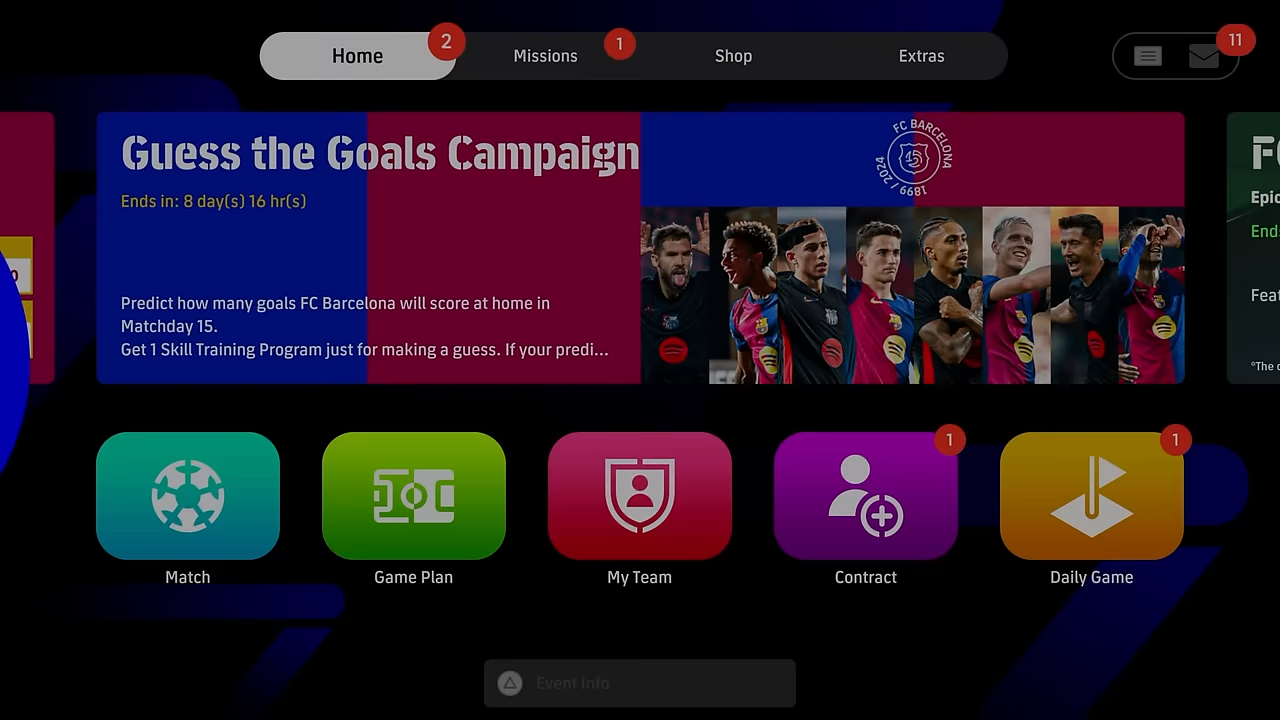 Home
2
Missions
1
Shop
Extras
11
Guess the Goals Campaign
Ends in: 8 day(s) 16 hr(s)
Predict how many goals FC Barcelona will score at home in
Matchday 15.
Get 1 Skill Training Program just for making a guess. If your predi...
FC BARCELONA
1899 / 2024
Epic
Feat
*The
Match
Game Plan
My Team
Contract
1
Daily Game
1
Event Info